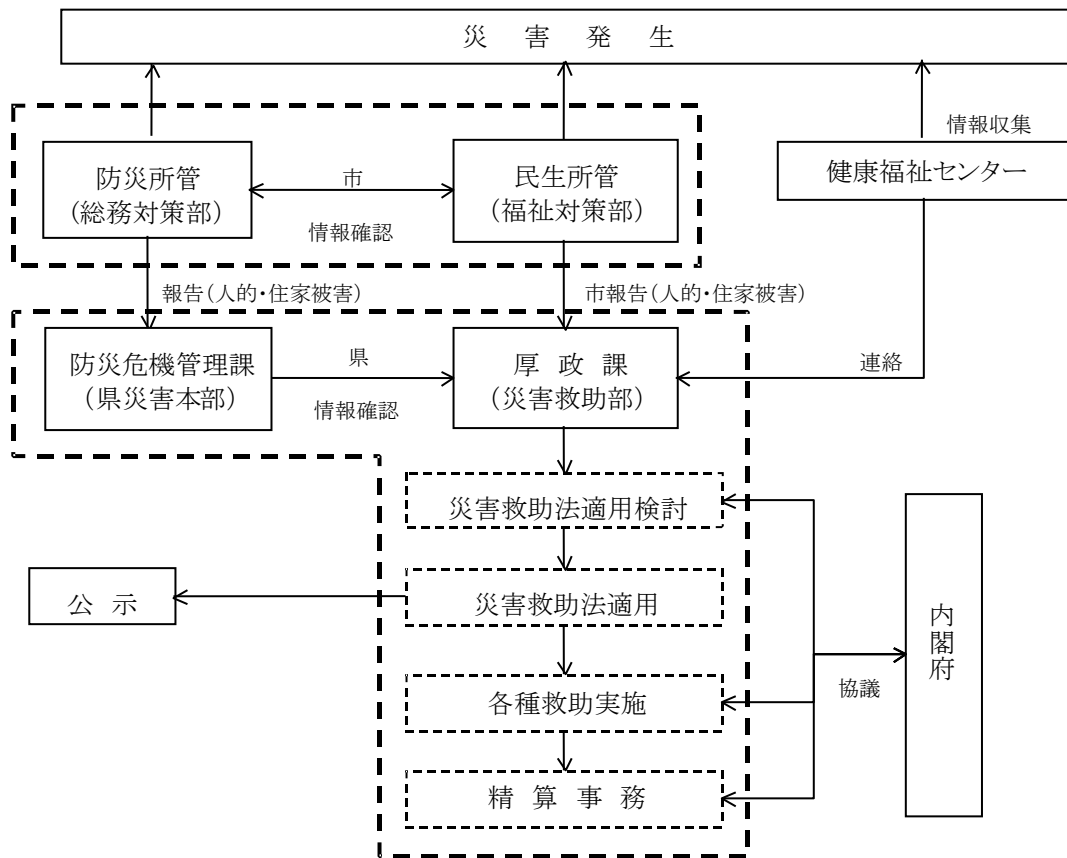 災 害 発 生
情報収集
防災所管
(総務対策部)
市
情報確認
民生所管
(福祉対策部)
健康福祉センター
報告(人的・住家被害)
市報告(人的・住家被害)
防災危機管理課
(県災害本部)
県
情報確認
厚 政 課
(災害救助部)
連絡
災害救助法適用検討
公 示
災害救助法適用
内閣府
各種救助実施
協議
精 算 事 務